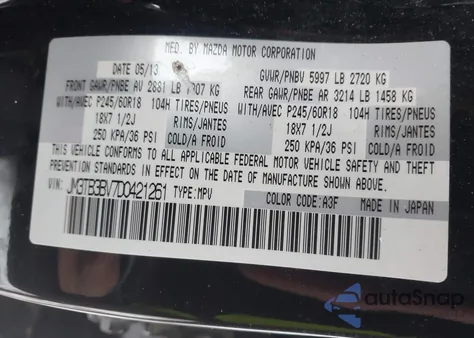 MFD. BY MAZDA MOTOR CORPORATION
DATE 05/13 GVWR/PNBV 5997 LB 2720 KG
FRONT GAWR/PNBE AV 2881 LB 1307 KG REAR GAWR/PNBE AR 3214 LB 1458 KG
WITH/AVEC P245/60R18 104H TIRES/PNEUS WITH/AVEC P245/60R18 104H TIRES/PNEUS
18X7 1/2J RIMS/JANTES 18X7 1/2J RIMS/JANTES
250 KPA/36 PSI COLD/A FROID 250 KPA/36 PSI COLD/A FROID
THIS VEHICLE CONFORMS TO ALL APPLICABLE FEDERAL MOTOR VEHICLE SAFETY AND THEFT
PREVENTION STANDARDS IN EFFECT ON THE DATE OF MANUFACTURE SHOWN ABOVE.
VIN: JM3TB3BV7D0421261 TYPE: MPV COLOR CODE: A3F MADE IN JAPAN
autoSnap